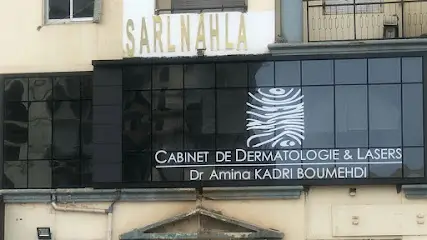 SARL NAHLA
CABINET DE DERMATOLOGIE & LASERS
Dr Amina KADRI BOUMEHDI